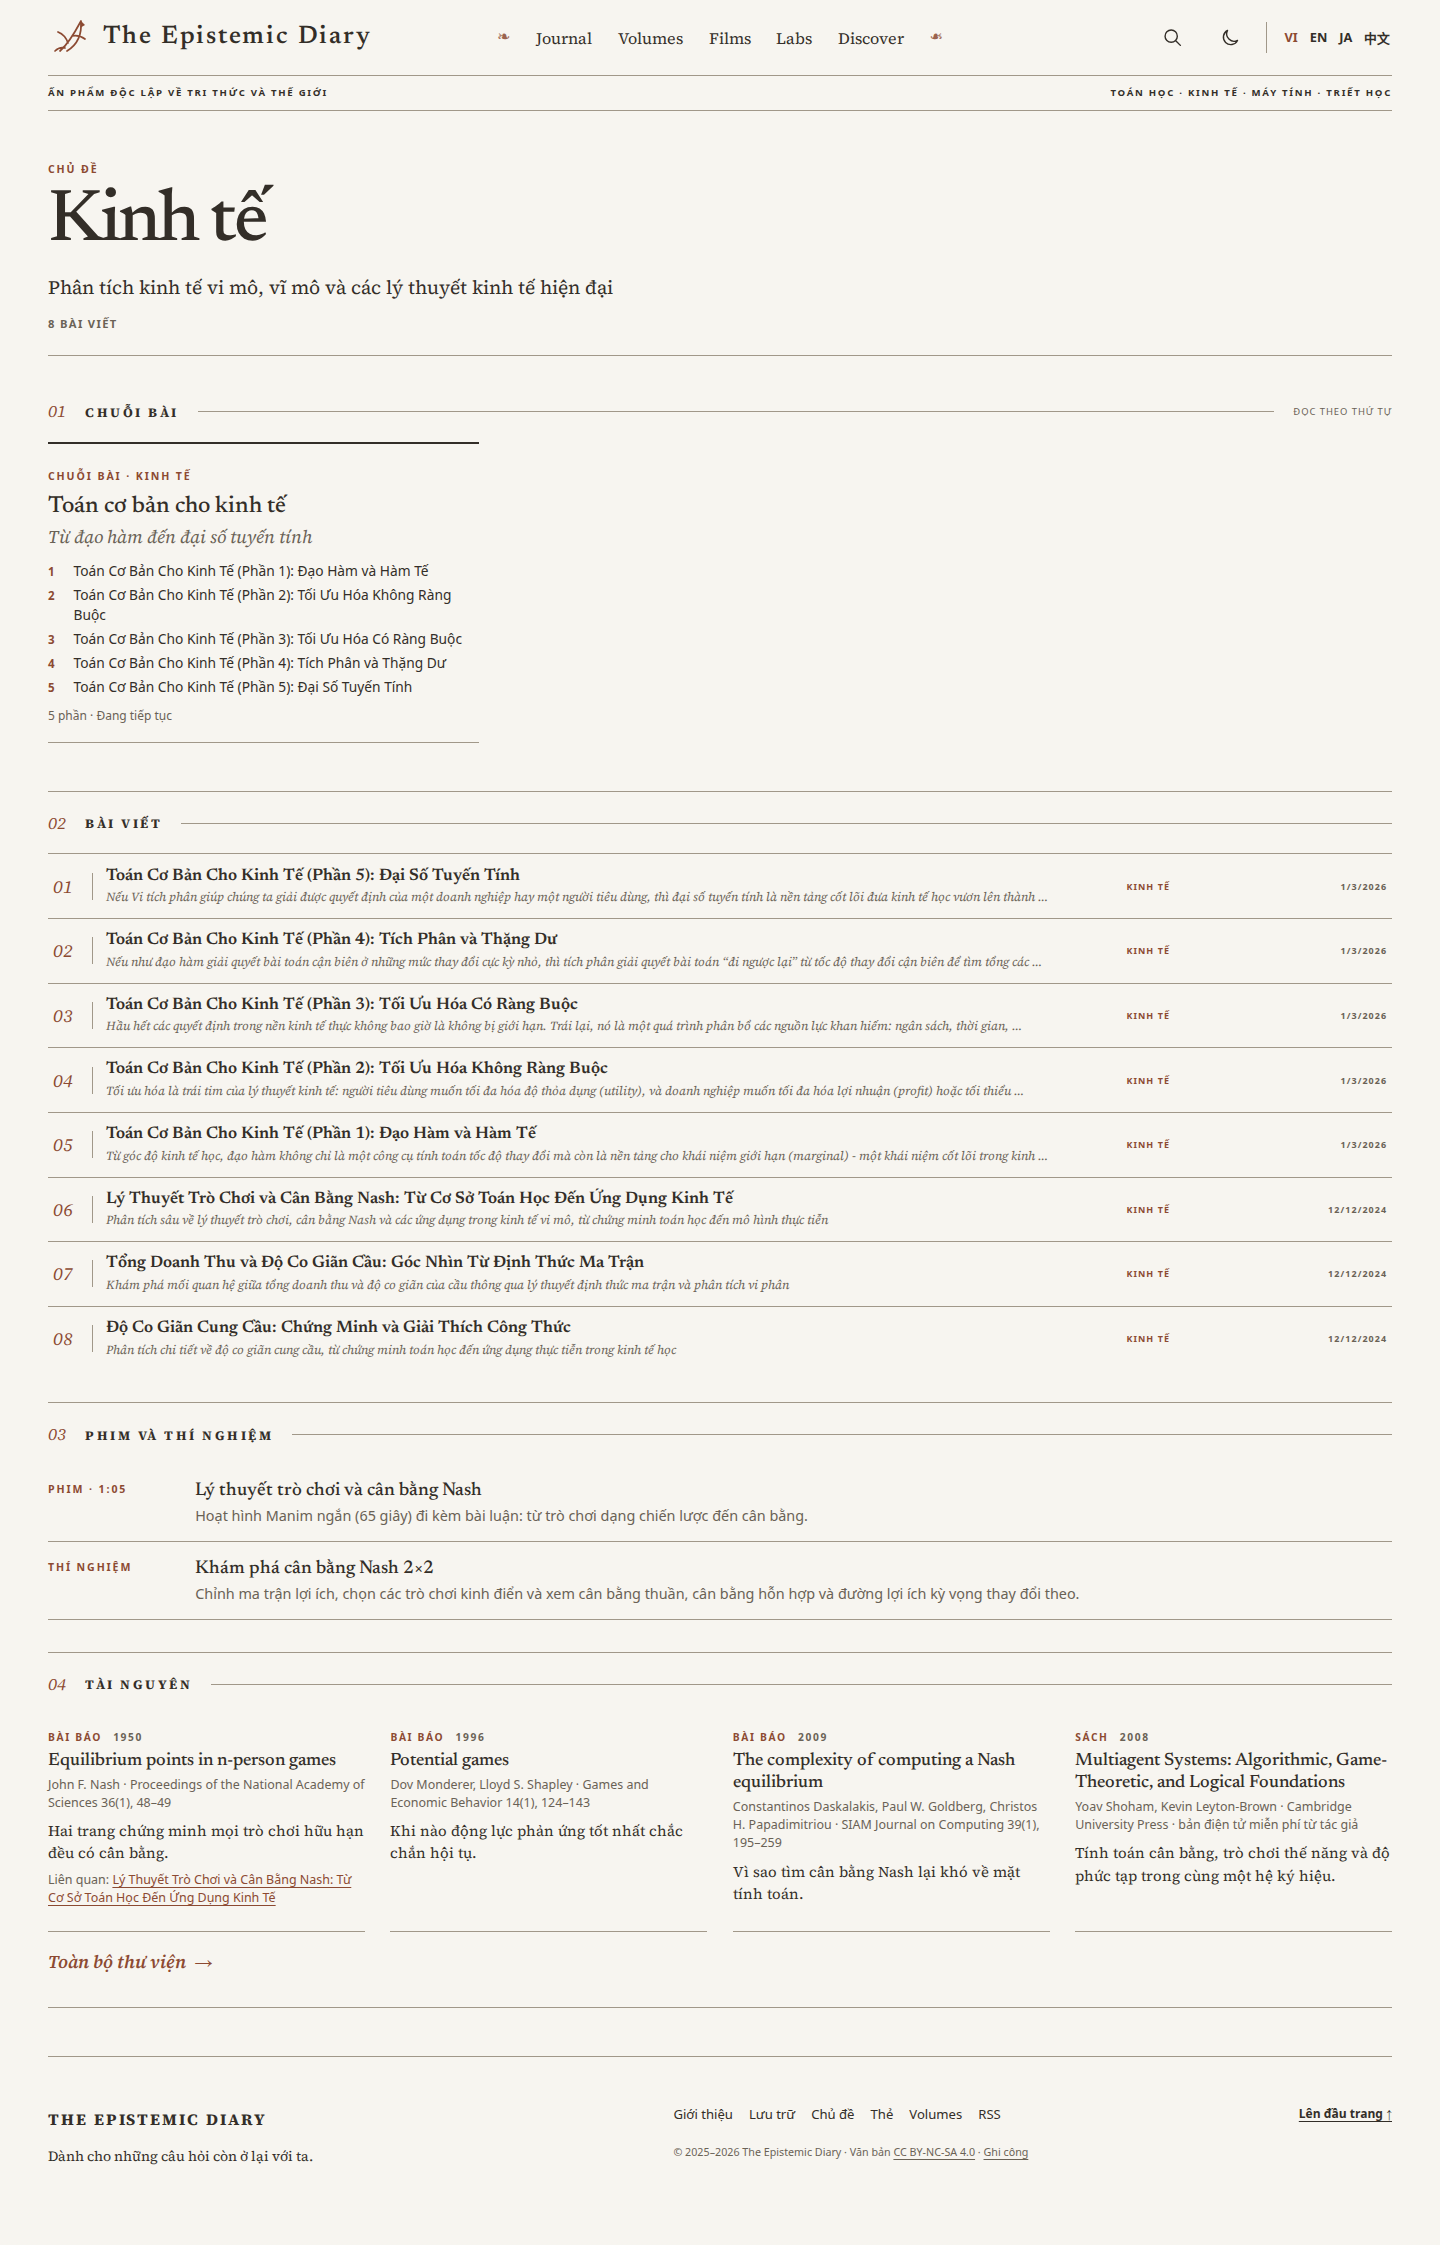 The Epistemic Diary
❧ Journal Volumes Films Labs Discover ☙
VI EN JA 中文
ẤN PHẨM ĐỘC LẬP VỀ TRI THỨC VÀ THẾ GIỚI
TOÁN HỌC · KINH TẾ · MÁY TÍNH · TRIẾT HỌC
CHỦ ĐỀ
Kinh tế
Phân tích kinh tế vi mô, vĩ mô và các lý thuyết kinh tế hiện đại
8 BÀI VIẾT
01 CHUỖI BÀI
ĐỌC THEO THỨ TỰ
CHUỖI BÀI · KINH TẾ
Toán cơ bản cho kinh tế
Từ đạo hàm đến đại số tuyến tính
1 Toán Cơ Bản Cho Kinh Tế (Phần 1): Đạo Hàm và Hàm Tế
2 Toán Cơ Bản Cho Kinh Tế (Phần 2): Tối Ưu Hóa Không Ràng
Buộc
3 Toán Cơ Bản Cho Kinh Tế (Phần 3): Tối Ưu Hóa Có Ràng Buộc
4 Toán Cơ Bản Cho Kinh Tế (Phần 4): Tích Phân và Thặng Dư
5 Toán Cơ Bản Cho Kinh Tế (Phần 5): Đại Số Tuyến Tính
5 phần · Đang tiếp tục
02 BÀI VIẾT
01 Toán Cơ Bản Cho Kinh Tế (Phần 5): Đại Số Tuyến Tính
Nếu Vi tích phân giúp chúng ta giải được quyết định của một doanh nghiệp hay một người tiêu dùng, thì đại số tuyến tính là nền tảng cốt lõi đưa kinh tế học vươn lên thành ...
KINH TẾ 1/3/2026
02 Toán Cơ Bản Cho Kinh Tế (Phần 4): Tích Phân và Thặng Dư
Nếu như đạo hàm giải quyết bài toán cận biên ở những mức thay đổi cực kỳ nhỏ, thì tích phân giải quyết bài toán “đi ngược lại” từ tốc độ thay đổi cận biên để tìm tổng các ...
KINH TẾ 1/3/2026
03 Toán Cơ Bản Cho Kinh Tế (Phần 3): Tối Ưu Hóa Có Ràng Buộc
Hầu hết các quyết định trong nền kinh tế thực không bao giờ là không bị giới hạn. Trái lại, nó là một quá trình phân bổ các nguồn lực khan hiếm: ngân sách, thời gian, ...
KINH TẾ 1/3/2026
04 Toán Cơ Bản Cho Kinh Tế (Phần 2): Tối Ưu Hóa Không Ràng Buộc
Tối ưu hóa là trái tim của lý thuyết kinh tế: người tiêu dùng muốn tối đa hóa độ thỏa dụng (utility), và doanh nghiệp muốn tối đa hóa lợi nhuận (profit) hoặc tối thiểu ...
KINH TẾ 1/3/2026
05 Toán Cơ Bản Cho Kinh Tế (Phần 1): Đạo Hàm và Hàm Tế
Từ góc độ kinh tế học, đạo hàm không chỉ là một công cụ tính toán tốc độ thay đổi mà còn là nền tảng cho khái niệm giới hạn (marginal) - một khái niệm cốt lõi trong kinh ...
KINH TẾ 1/3/2026
06 Lý Thuyết Trò Chơi và Cân Bằng Nash: Từ Cơ Sở Toán Học Đến Ứng Dụng Kinh Tế
Phân tích sâu về lý thuyết trò chơi, cân bằng Nash và các ứng dụng trong kinh tế vi mô, từ chứng minh toán học đến mô hình thực tiễn
KINH TẾ 12/12/2024
07 Tổng Doanh Thu và Độ Co Giãn Cầu: Góc Nhìn Từ Định Thức Ma Trận
Khám phá mối quan hệ giữa tổng doanh thu và độ co giãn của cầu thông qua lý thuyết định thức ma trận và phân tích vi phân
KINH TẾ 12/12/2024
08 Độ Co Giãn Cung Cầu: Chứng Minh và Giải Thích Công Thức
Phân tích chi tiết về độ co giãn cung cầu, từ chứng minh toán học đến ứng dụng thực tiễn trong kinh tế học
KINH TẾ 12/12/2024
03 PHIM VÀ THÍ NGHIỆM
PHIM · 1:05 Lý thuyết trò chơi và cân bằng Nash
Hoạt hình Manim ngắn (65 giây) đi kèm bài luận: từ trò chơi dạng chiến lược đến cân bằng.
THÍ NGHIỆM Khám phá cân bằng Nash 2×2
Chỉnh ma trận lợi ích, chọn các trò chơi kinh điển và xem cân bằng thuần, cân bằng hỗn hợp và đường lợi ích kỳ vọng thay đổi theo.
04 TÀI NGUYÊN
BÀI BÁO 1950
Equilibrium points in n-person games
John F. Nash · Proceedings of the National Academy of
Sciences 36(1), 48–49
Hai trang chứng minh mọi trò chơi hữu hạn
đều có cân bằng.
Liên quan: Lý Thuyết Trò Chơi và Cân Bằng Nash: Từ
Cơ Sở Toán Học Đến Ứng Dụng Kinh Tế
BÀI BÁO 1996
Potential games
Dov Monderer, Lloyd S. Shapley · Games and
Economic Behavior 14(1), 124–143
Khi nào động lực phản ứng tốt nhất chắc
chắn hội tụ.
BÀI BÁO 2009
The complexity of computing a Nash
equilibrium
Constantinos Daskalakis, Paul W. Goldberg, Christos
H. Papadimitriou · SIAM Journal on Computing 39(1),
195–259
Vì sao tìm cân bằng Nash lại khó về mặt
tính toán.
SÁCH 2008
Multiagent Systems: Algorithmic, Game-
Theoretic, and Logical Foundations
Yoav Shoham, Kevin Leyton-Brown · Cambridge
University Press · bản điện tử miễn phí từ tác giả
Tính toán cân bằng, trò chơi thế năng và độ
phức tạp trong cùng một hệ ký hiệu.
Toàn bộ thư viện →
THE EPISTEMIC DIARY
Dành cho những câu hỏi còn ở lại với ta.
Giới thiệu Lưu trữ Chủ đề Thẻ Volumes RSS
© 2025–2026 The Epistemic Diary · Văn bản CC BY-NC-SA 4.0 · Ghi công
Lên đầu trang ↑